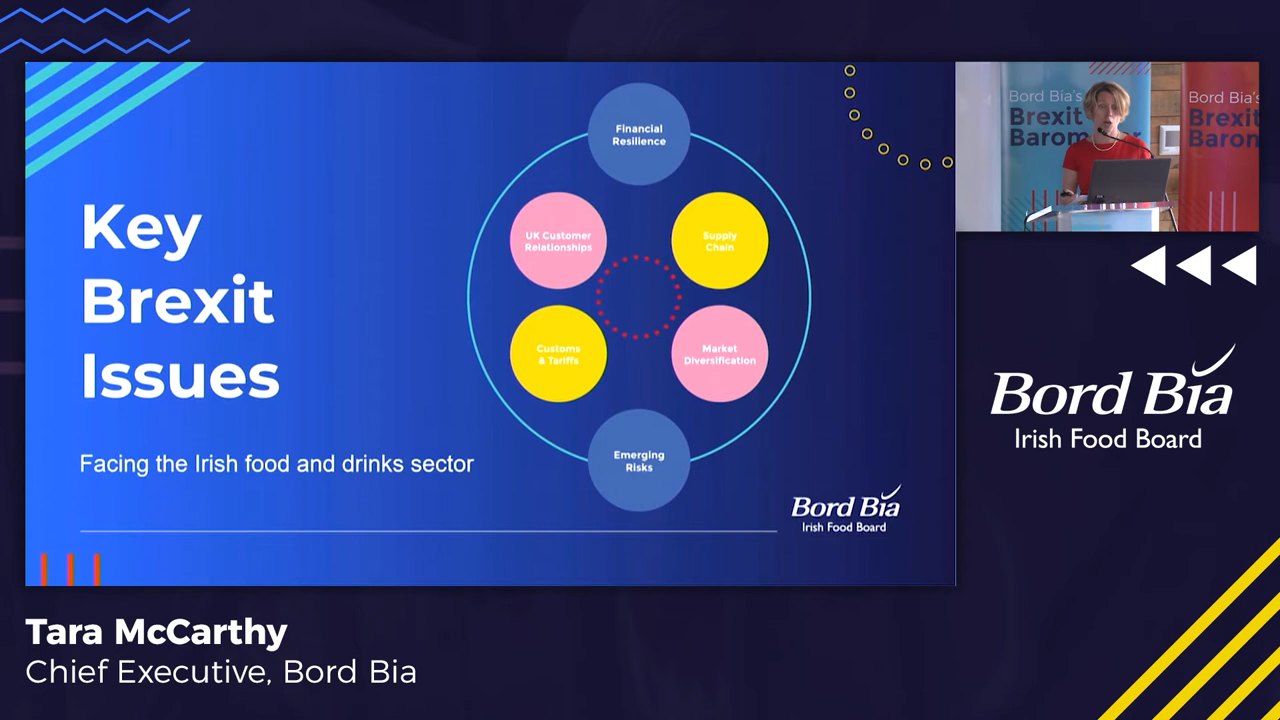 Key
Brexit
Issues
Facing the Irish food and drinks sector
Financial
Resilience
UK Customer
Relationships
Supply
Chain
Customs
& Tariffs
Market
Diversification
Emerging
Risks
Bord Bia
Irish Food Board
Bord Bia's
Brexit
Bord Bia's
Brexit
Bord Bia
Irish Food Board
Tara McCarthy
Chief Executive, Bord Bia